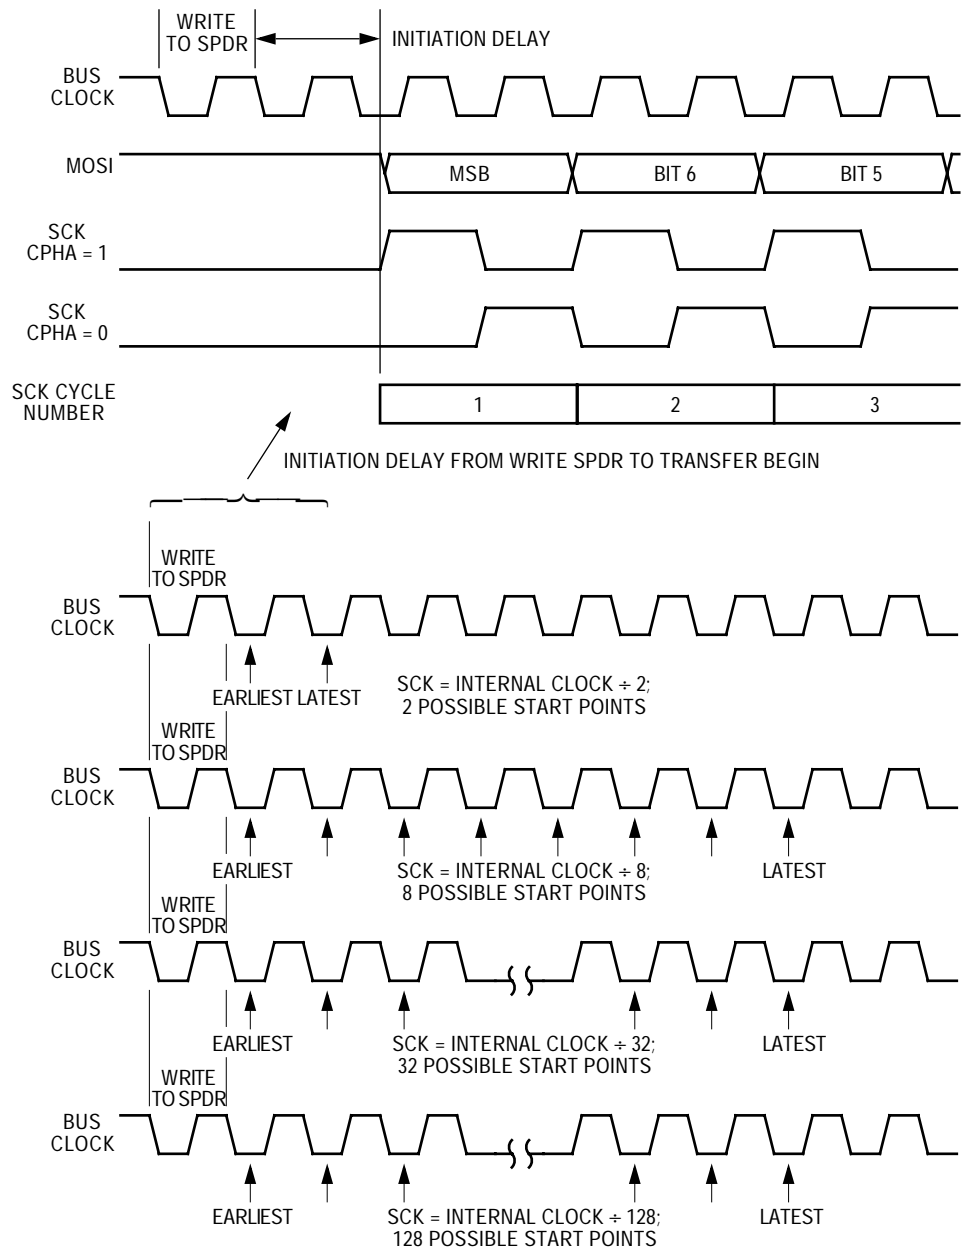 WRITE
TO SPDR
INITIATION DELAY
BUS
CLOCK
MOSI
MSB
BIT 6
BIT 5
SCK
CPHA = 1
SCK
CPHA = 0
SCK CYCLE
NUMBER
1
2
3
INITIATION DELAY FROM WRITE SPDR TO TRANSFER BEGIN
WRITE
TO SPDR
BUS
CLOCK
EARLIEST
LATEST
SCK = INTERNAL CLOCK ÷ 2;
2 POSSIBLE START POINTS
WRITE
TO SPDR
BUS
CLOCK
EARLIEST
SCK = INTERNAL CLOCK ÷ 8;
8 POSSIBLE START POINTS
LATEST
WRITE
TO SPDR
BUS
CLOCK
EARLIEST
SCK = INTERNAL CLOCK ÷ 32;
32 POSSIBLE START POINTS
LATEST
WRITE
TO SPDR
BUS
CLOCK
EARLIEST
SCK = INTERNAL CLOCK ÷ 128;
128 POSSIBLE START POINTS
LATEST